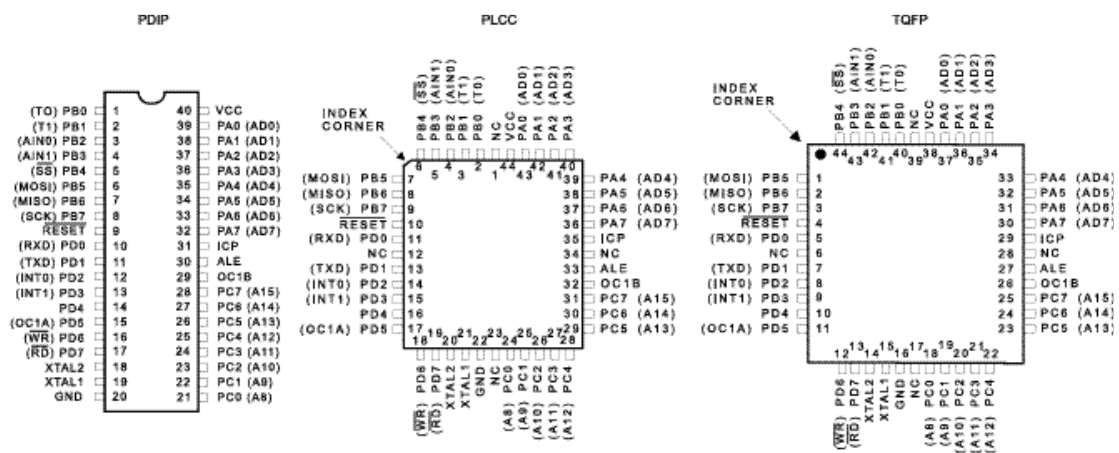 PDIP
(T0) PB0 1 40 VCC
(T1) PB1 2 39 PA0 (AD0)
(AIN0) PB2 3 38 PA1 (AD1)
(AIN1) PB3 4 37 PA2 (AD2)
(SS) PB4 5 36 PA3 (AD3)
(MOSI) PB5 6 35 PA4 (AD4)
(MISO) PB6 7 34 PA5 (AD5)
(SCK) PB7 8 33 PA6 (AD6)
RESET 9 32 PA7 (AD7)
(RXD) PD0 10 31 ICP
(TXD) PD1 11 30 ALE
(INT0) PD2 12 29 OC1B
(INT1) PD3 13 28 PC7 (A15)
PD4 14 27 PC6 (A14)
(OC1A) PD5 15 26 PC5 (A13)
(WR) PD6 16 25 PC4 (A12)
(RD) PD7 17 24 PC3 (A11)
XTAL2 18 23 PC2 (A10)
XTAL1 19 22 PC1 (A9)
GND 20 21 PC0 (A8)
PLCC
INDEX
CORNER
PB4 (SS)
PB3 (AIN1)
PB2 (AIN0)
PB1 (T1)
PB0 (T0)
NC
VCC
PA0 (AD0)
PA1 (AD1)
PA2 (AD2)
PA3 (AD3)
6 5 4 3 2 1 44 43 42 41 40
(MOSI) PB5 7 39 PA4 (AD4)
(MISO) PB6 8 38 PA5 (AD5)
(SCK) PB7 9 37 PA6 (AD6)
RESET 10 36 PA7 (AD7)
(RXD) PD0 11 35 ICP
NC 12 34 NC
(TXD) PD1 13 33 ALE
(INT0) PD2 14 32 OC1B
(INT1) PD3 15 31 PC7 (A15)
PD4 16 30 PC6 (A14)
(OC1A) PD5 17 29 PC5 (A13)
18 19 20 21 22 23 24 25 26 27 28
(WR) PD6
(RD) PD7
XTAL2
XTAL1
GND
NC
(A8) PC0
(A9) PC1
(A10) PC2
(A11) PC3
(A12) PC4
TQFP
INDEX
CORNER
PB4 (SS)
PB3 (AIN1)
PB2 (AIN0)
PB1 (T1)
PB0 (T0)
NC
VCC
PA0 (AD0)
PA1 (AD1)
PA2 (AD2)
PA3 (AD3)
44 43 42 41 40 39 38 37 36 35 34
(MOSI) PB5 1 33 PA4 (AD4)
(MISO) PB6 2 32 PA5 (AD5)
(SCK) PB7 3 31 PA6 (AD6)
RESET 4 30 PA7 (AD7)
(RXD) PD0 5 29 ICP
NC 6 28 NC
(TXD) PD1 7 27 ALE
(INT0) PD2 8 26 OC1B
(INT1) PD3 9 25 PC7 (A15)
PD4 10 24 PC6 (A14)
(OC1A) PD5 11 23 PC5 (A13)
12 13 14 15 16 17 18 19 20 21 22
(WR) PD6
(RD) PD7
XTAL2
XTAL1
GND
NC
(A8) PC0
(A9) PC1
(A10) PC2
(A11) PC3
(A12) PC4